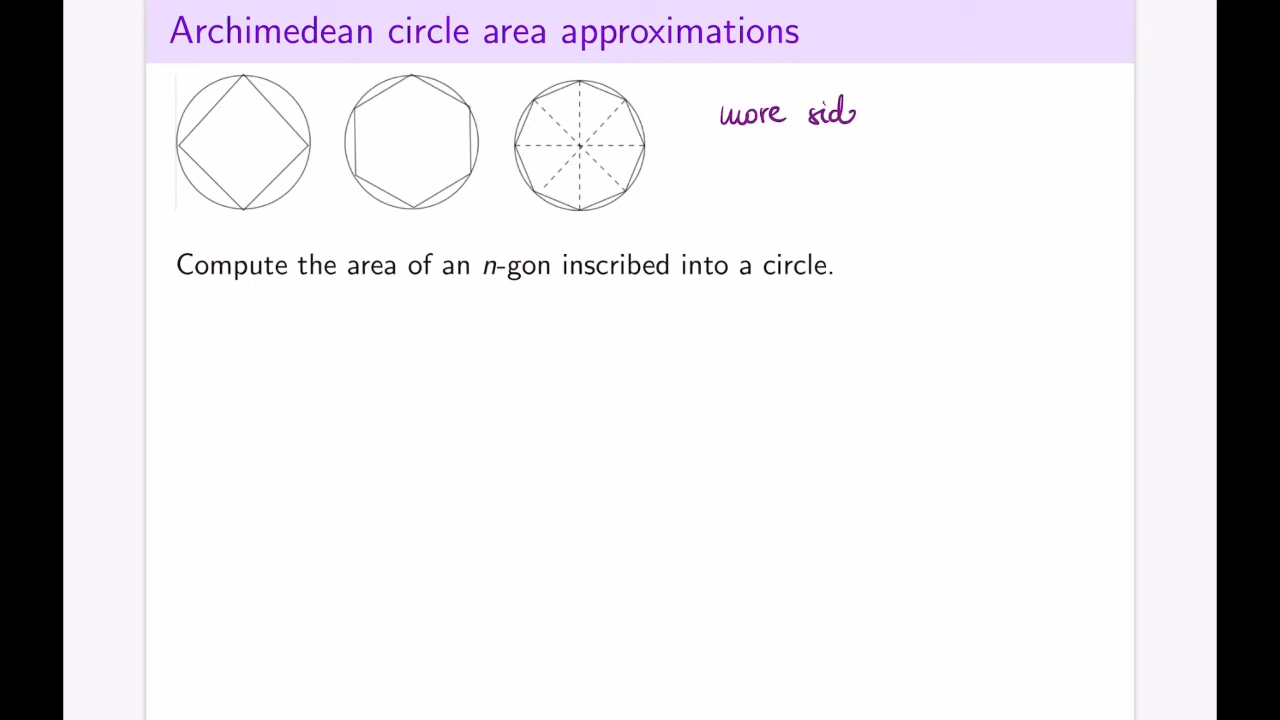 Archimedean circle area approximations
more sid
Compute the area of an n-gon inscribed into a circle.